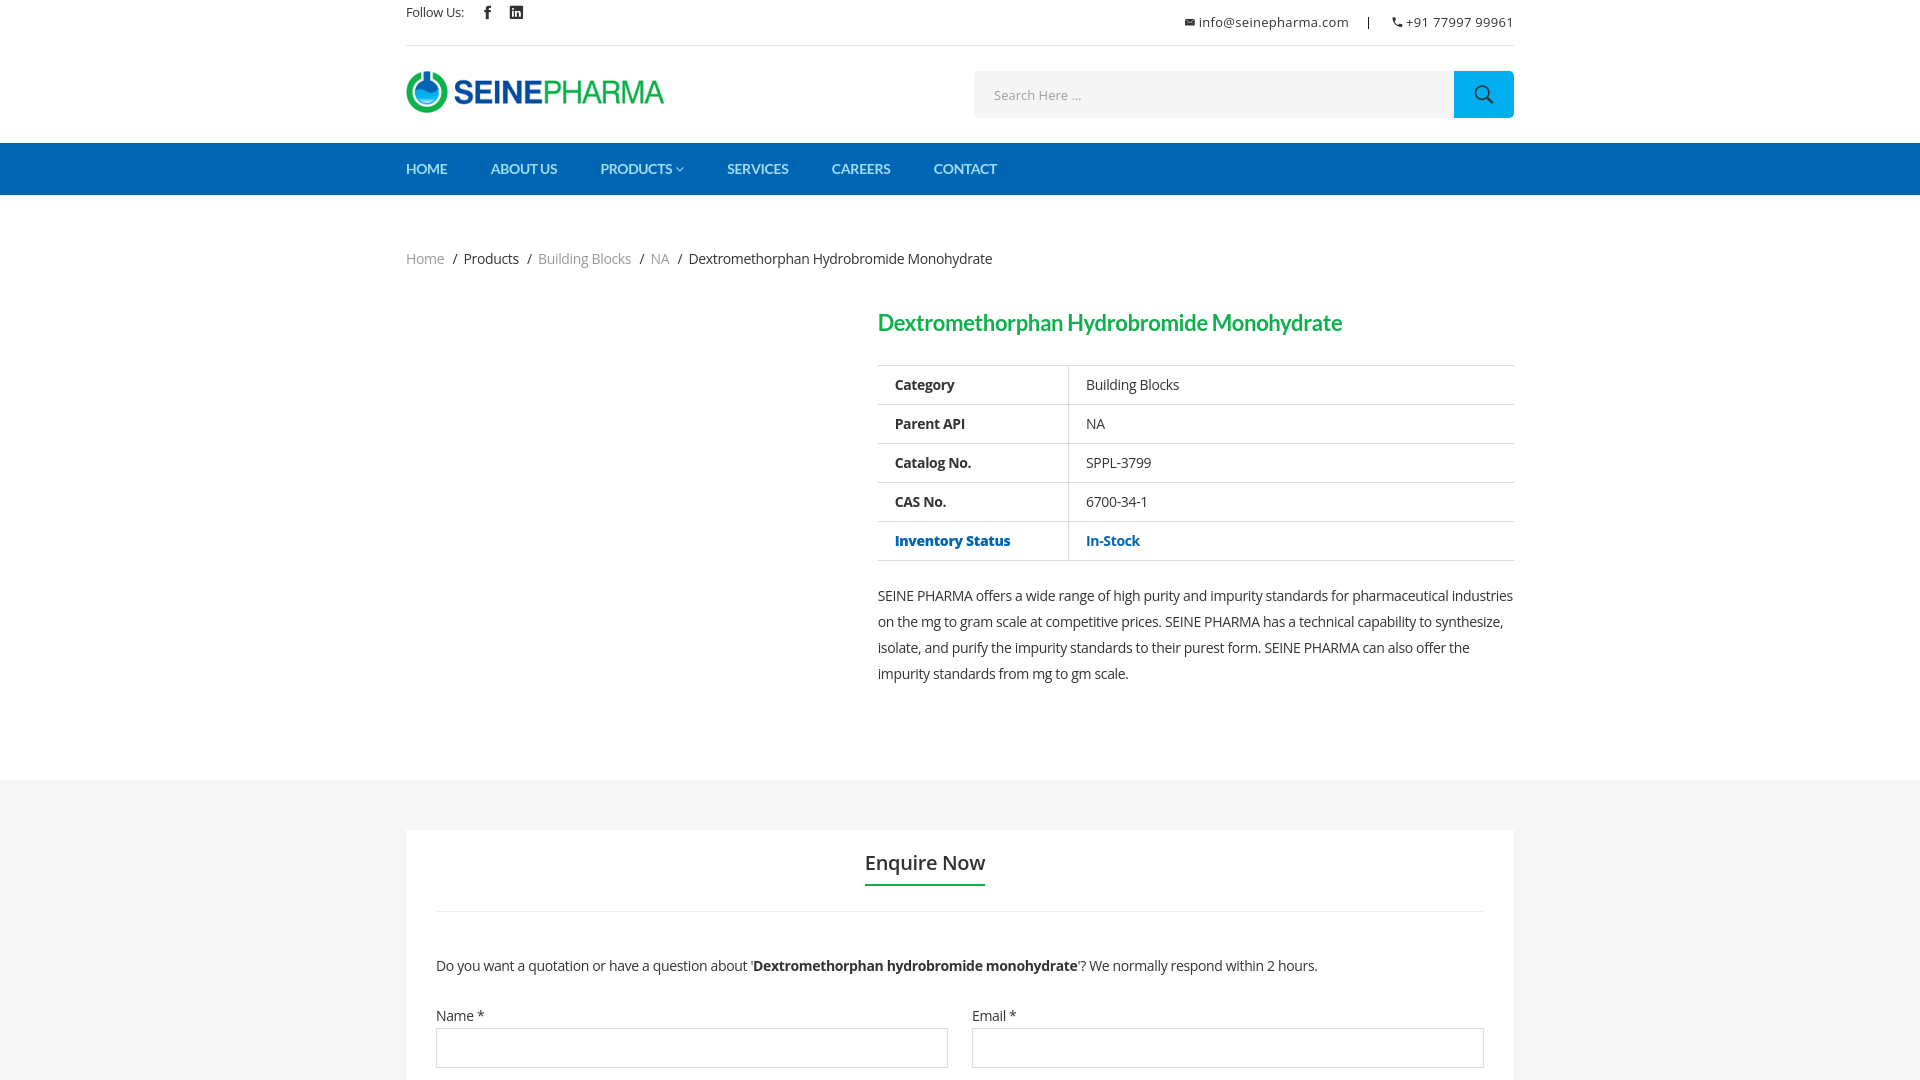 Follow Us:
info@seinepharma.com | +91 77997 99961
SEINEPHARMA
Search Here ...
HOME ABOUT US PRODUCTS SERVICES CAREERS CONTACT
Home / Products / Building Blocks / NA / Dextromethorphan Hydrobromide Monohydrate
Dextromethorphan Hydrobromide Monohydrate
Category Building Blocks
Parent API NA
Catalog No. SPPL-3799
CAS No. 6700-34-1
Inventory Status In-Stock
SEINE PHARMA offers a wide range of high purity and impurity standards for pharmaceutical industries
on the mg to gram scale at competitive prices. SEINE PHARMA has a technical capability to synthesize,
isolate, and purify the impurity standards to their purest form. SEINE PHARMA can also offer the
impurity standards from mg to gm scale.
Enquire Now
Do you want a quotation or have a question about 'Dextromethorphan hydrobromide monohydrate'? We normally respond within 2 hours.
Name * Email *